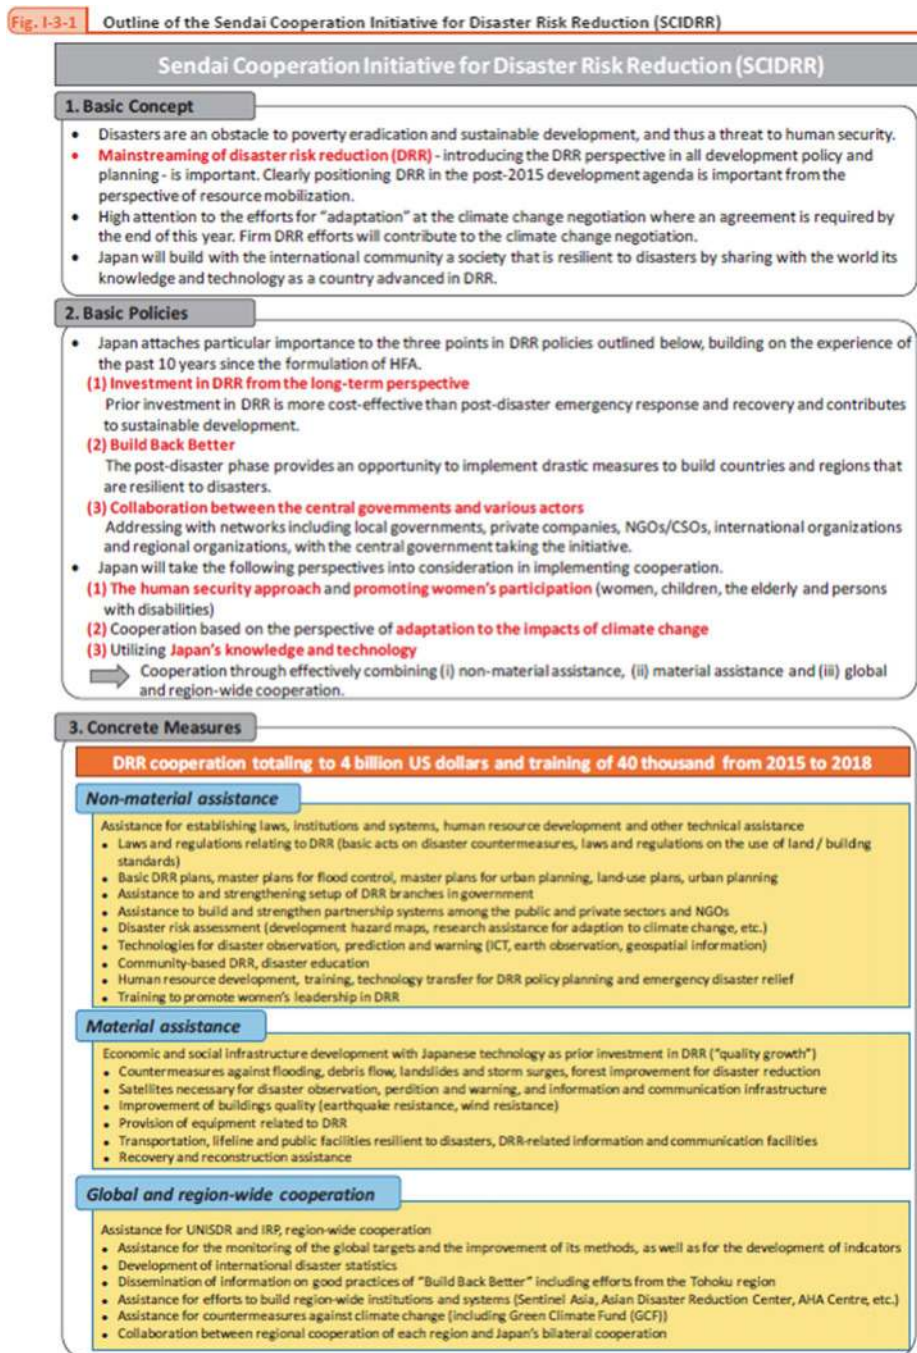 Fig. I-3-1 Outline of the Sendai Cooperation Initiative for Disaster Risk Reduction (SCIDRR)
Sendai Cooperation Initiative for Disaster Risk Reduction (SCIDRR)
1. Basic Concept
• Disasters are an obstacle to poverty eradication and sustainable development, and thus a threat to human security.
• Mainstreaming of disaster risk reduction (DRR) - introducing the DRR perspective in all development policy and
planning - is important. Clearly positioning DRR in the post-2015 development agenda is important from the
perspective of resource mobilization.
• High attention to the efforts for "adaptation" at the climate change negotiation where an agreement is required by
the end of this year. Firm DRR efforts will contribute to the climate change negotiation.
• Japan will build with the international community a society that is resilient to disasters by sharing with the world its
knowledge and technology as a country advanced in DRR.
2. Basic Policies
• Japan attaches particular importance to the three points in DRR policies outlined below, building on the experience of
the past 10 years since the formulation of HFA.
(1) Investment in DRR from the long-term perspective
Prior investment in DRR is more cost-effective than post-disaster emergency response and recovery and contributes
to sustainable development.
(2) Build Back Better
The post-disaster phase provides an opportunity to implement drastic measures to build countries and regions that
are resilient to disasters.
(3) Collaboration between the central governments and various actors
Addressing with networks including local governments, private companies, NGOs/CSOs, international organizations
and regional organizations, with the central government taking the initiative.
• Japan will take the following perspectives into consideration in implementing cooperation.
(1) The human security approach and promoting women's participation (women, children, the elderly and persons
with disabilities)
(2) Cooperation based on the perspective of adaptation to the impacts of climate change
(3) Utilizing Japan's knowledge and technology
Cooperation through effectively combining (i) non-material assistance, (ii) material assistance and (iii) global
and region-wide cooperation.
3. Concrete Measures
DRR cooperation totaling to 4 billion US dollars and training of 40 thousand from 2015 to 2018
Non-material assistance
Assistance for establishing laws, institutions and systems, human resource development and other technical assistance
• Laws and regulations relating to DRR (basic acts on disaster countermeasures, laws and regulations on the use of land / building
standards)
• Basic DRR plans, master plans for flood control, master plans for urban planning, land-use plans, urban planning
• Assistance to and strengthening setup of DRR branches in government
• Assistance to build and strengthen partnership systems among the public and private sectors and NGOs
• Disaster risk assessment (development hazard maps, research assistance for adaption to climate change, etc.)
• Technologies for disaster observation, prediction and warning (ICT, earth observation, geospatial information)
• Community-based DRR, disaster education
• Human resource development, training, technology transfer for DRR policy planning and emergency disaster relief
• Training to promote women's leadership in DRR
Material assistance
Economic and social infrastructure development with Japanese technology as prior investment in DRR ("quality growth")
• Countermeasures against flooding, debris flow, landslides and storm surges, forest improvement for disaster reduction
• Satellites necessary for disaster observation, perdition and warning, and information and communication infrastructure
• Improvement of buildings quality (earthquake resistance, wind resistance)
• Provision of equipment related to DRR
• Transportation, lifeline and public facilities resilient to disasters, DRR-related information and communication facilities
• Recovery and reconstruction assistance
Global and region-wide cooperation
Assistance for UNISDR and IRP, region-wide cooperation
• Assistance for the monitoring of the global targets and the improvement of its methods, as well as for the development of indicators
• Development of international disaster statistics
• Dissemination of information on good practices of "Build Back Better" including efforts from the Tohoku region
• Assistance for efforts to build region-wide institutions and systems (Sentinel Asia, Asian Disaster Reduction Center, AHA Centre, etc.)
• Assistance for countermeasures against climate change (including Green Climate Fund (GCF))
• Collaboration between regional cooperation of each region and Japan's bilateral cooperation